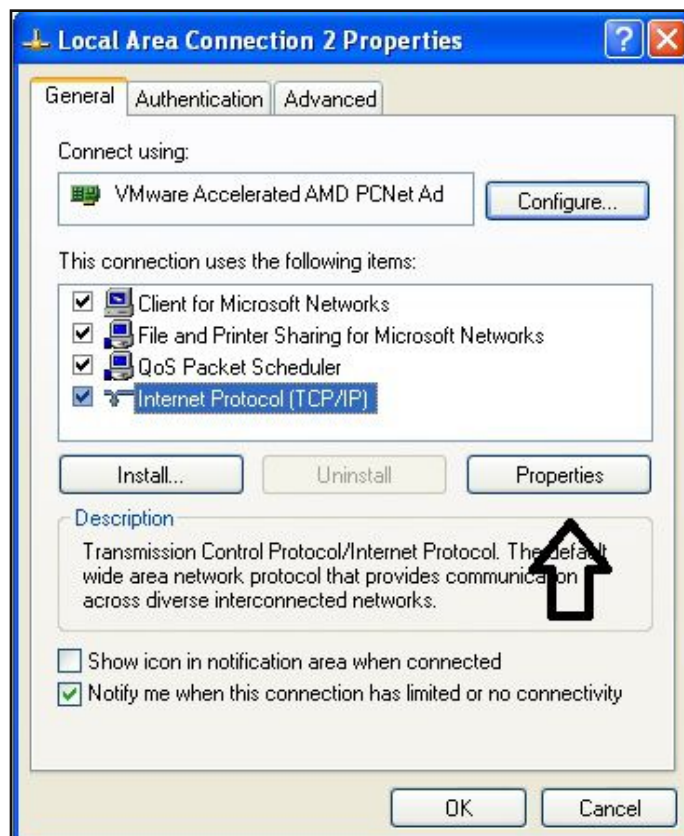 Local Area Connection 2 Properties
General
Authentication
Advanced
Connect using:
VMware Accelerated AMD PCNet Ad
Configure...
This connection uses the following items:
Client for Microsoft Networks
File and Printer Sharing for Microsoft Networks
QoS Packet Scheduler
Internet Protocol (TCP/IP)
Install...
Uninstall
Properties
Description
Transmission Control Protocol/Internet Protocol. The default
wide area network protocol that provides communication
across diverse interconnected networks.
Show icon in notification area when connected
Notify me when this connection has limited or no connectivity
OK
Cancel